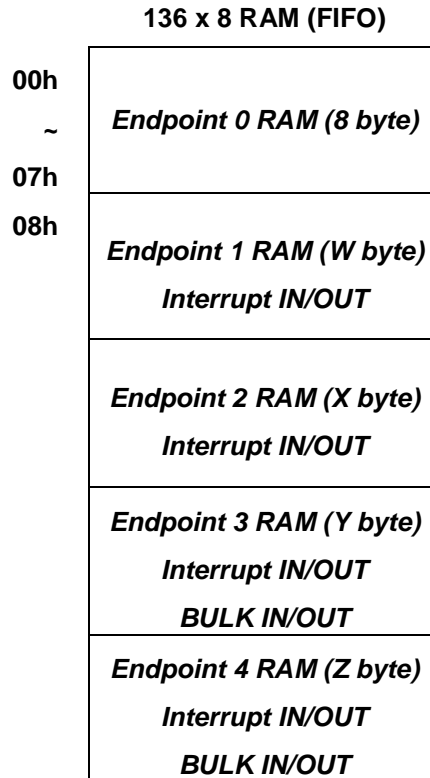 136 x 8 RAM (FIFO)
00h
~
07h
Endpoint 0 RAM (8 byte)
08h
Endpoint 1 RAM (W byte)
Interrupt IN/OUT
Endpoint 2 RAM (X byte)
Interrupt IN/OUT
Endpoint 3 RAM (Y byte)
Interrupt IN/OUT
BULK IN/OUT
Endpoint 4 RAM (Z byte)
Interrupt IN/OUT
BULK IN/OUT